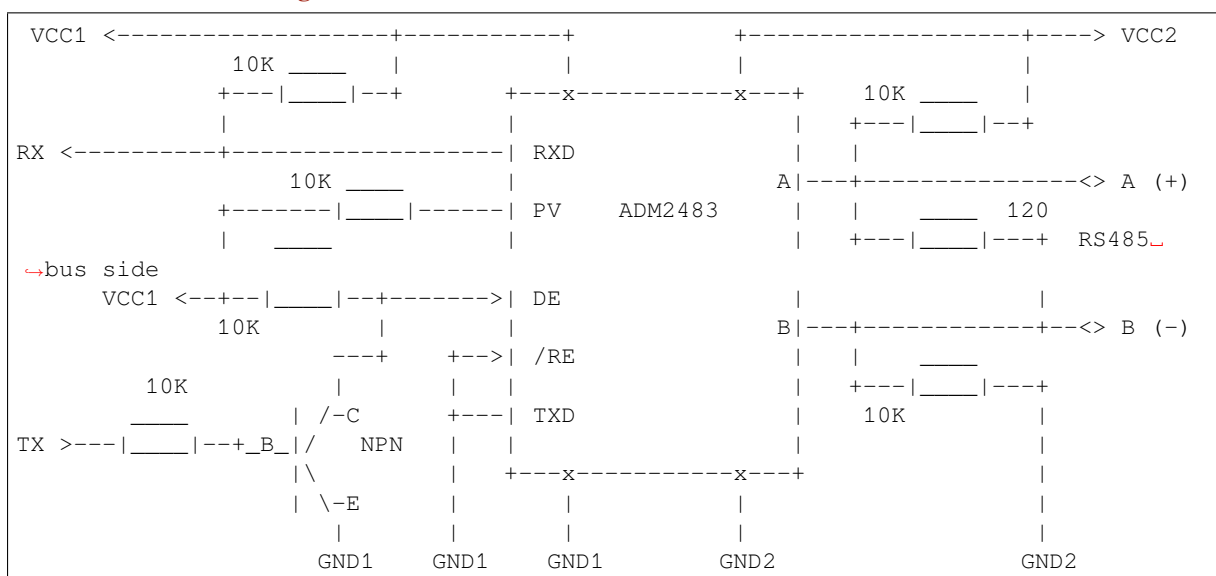 VCC1 <--------------------+-----------+           +-------------------+----> VCC2
10K ____      |           |           |                   |
+---|____|--+       +---x-----------x---+     10K ____   |
|                   |                   |    +---|____|--+
RX <----------+-------------------| RXD               |    |
10K ____       |                  A|---+---------------<> A (+)
+-------|____|------| PV    ADM2483     |   |    ____  120
|   ____            |                   |   +---|____|---+  RS485␣
↪bus side
VCC1 <--+--|____|--+------->| DE                |                |
10K        |        |                  B|---+------------+--<> B (-)
---+    +-->| /RE               |   |    ____
10K          |       |   |                   |   +---|____|---+
____       | /-C     +---| TXD               |    10K         |
TX >---|____|--+_B_|/   NPN    |   |                   |                |
|\         |   +---x-----------x---+                |
| \-E      |       |           |                    |
|       |       |           |                    |
GND1    GND1    GND1        GND2                 GND2